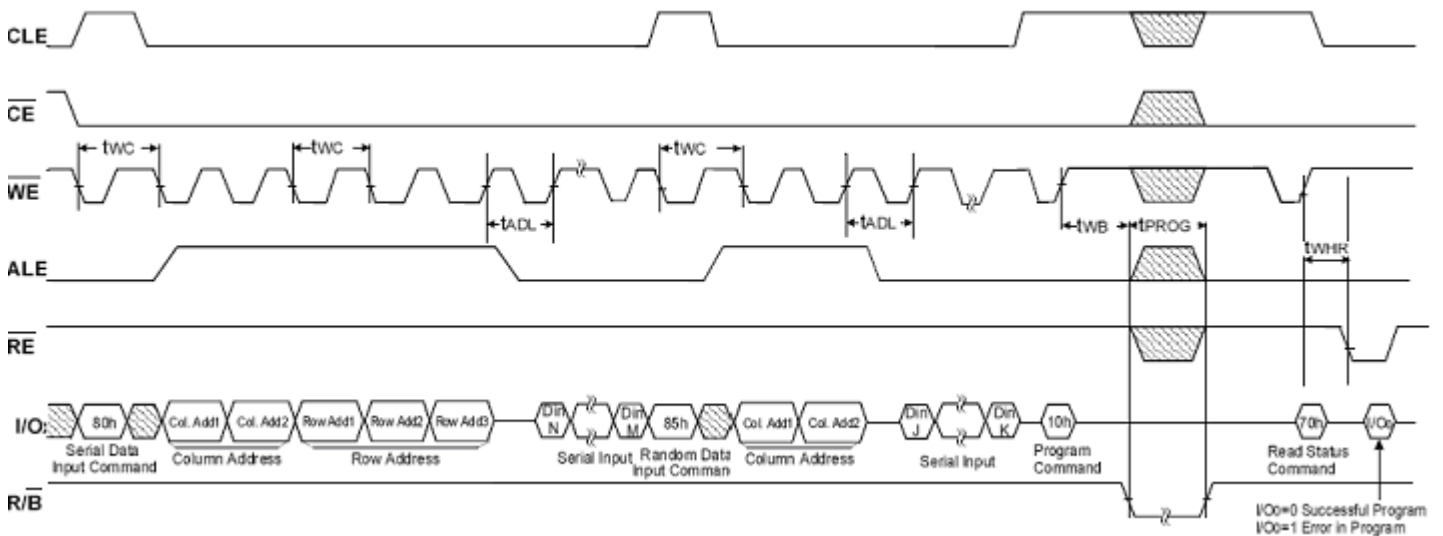 CLE
CE
tWC tWC tWC
WE
tADL tADL tWB tPROG
tWHR
ALE
RE
I/Ox 80h Col. Add1 Col. Add2 Row Add1 Row Add2 Row Add3 Din N Din M 85h Col. Add1 Col. Add2 Din J Din K 10h 70h I/O0
Serial Data Input Command Column Address Row Address Serial Input Random Data Input Comman Column Address Serial Input Program Command Read Status Command
R/B
I/O0=0 Successful Program
I/O0=1 Error in Program